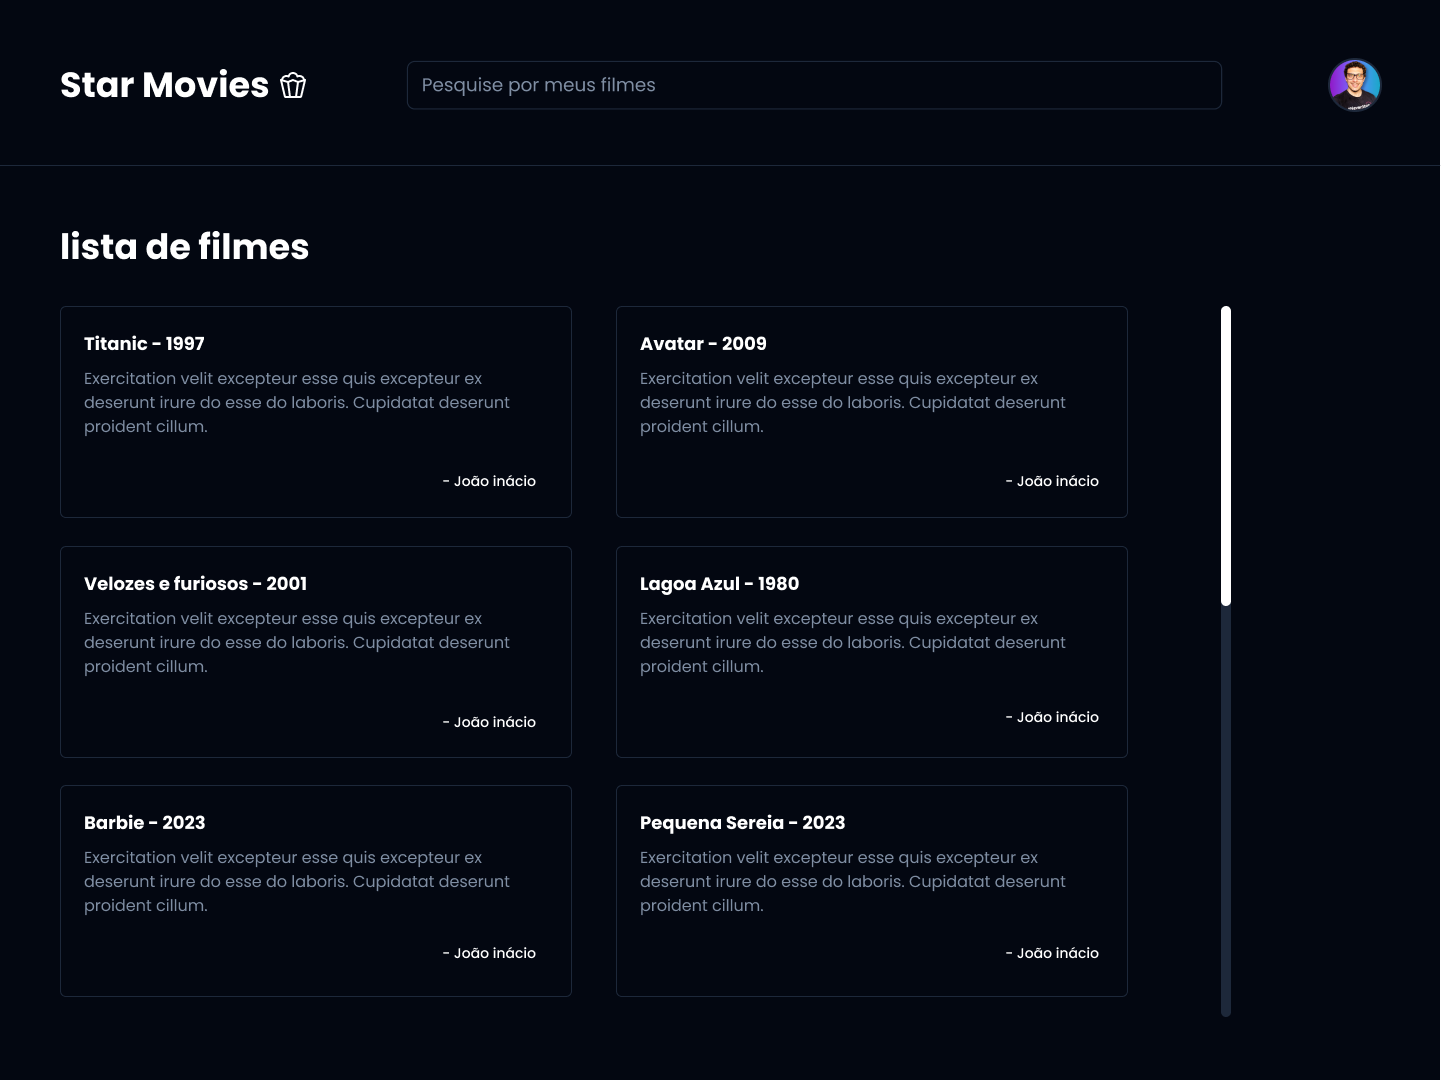 Star Movies
Pesquise por meus filmes
lista de filmes
Titanic - 1997
Exercitation velit excepteur esse quis excepteur ex
deserunt irure do esse do laboris. Cupidatat deserunt
proident cillum.
- João inácio
Avatar - 2009
Exercitation velit excepteur esse quis excepteur ex
deserunt irure do esse do laboris. Cupidatat deserunt
proident cillum.
- João inácio
Velozes e furiosos - 2001
Exercitation velit excepteur esse quis excepteur ex
deserunt irure do esse do laboris. Cupidatat deserunt
proident cillum.
- João inácio
Lagoa Azul - 1980
Exercitation velit excepteur esse quis excepteur ex
deserunt irure do esse do laboris. Cupidatat deserunt
proident cillum.
- João inácio
Barbie - 2023
Exercitation velit excepteur esse quis excepteur ex
deserunt irure do esse do laboris. Cupidatat deserunt
proident cillum.
- João inácio
Pequena Sereia - 2023
Exercitation velit excepteur esse quis excepteur ex
deserunt irure do esse do laboris. Cupidatat deserunt
proident cillum.
- João inácio